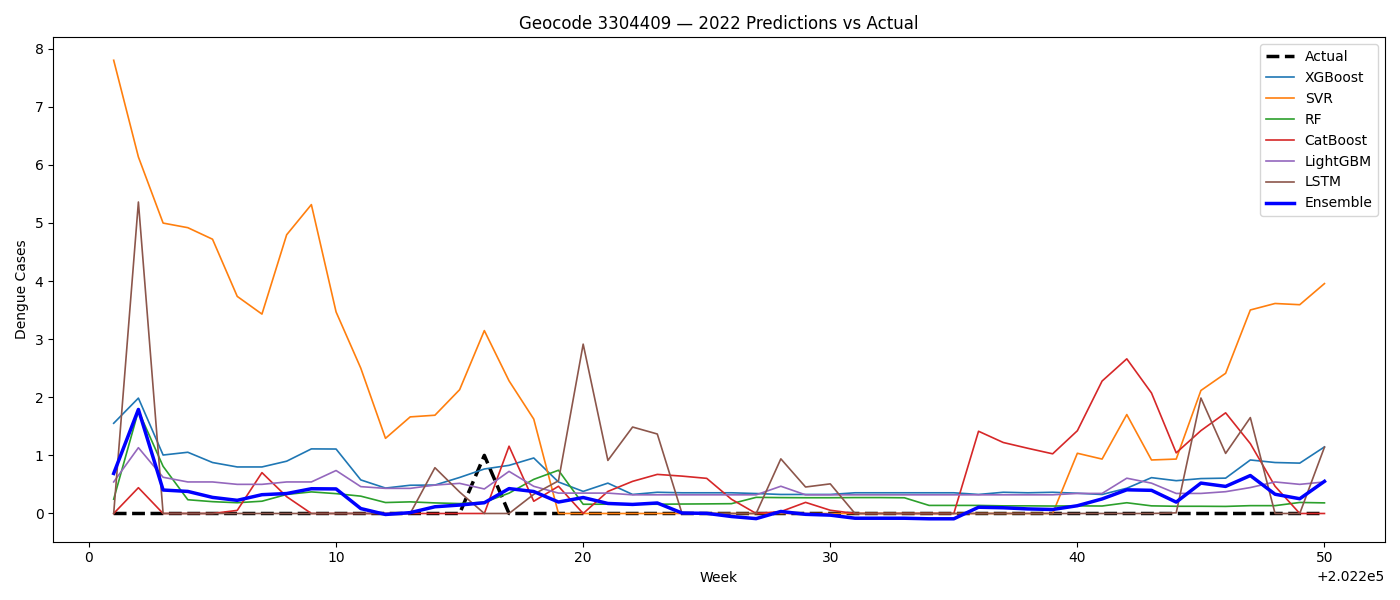 Geocode 3304409 — 2022 Predictions vs Actual
Dengue Cases
8
7
6
5
4
3
2
1
0
0 10 20 30 40 50
+2.022e5
Week
Actual
XGBoost
SVR
RF
CatBoost
LightGBM
LSTM
Ensemble